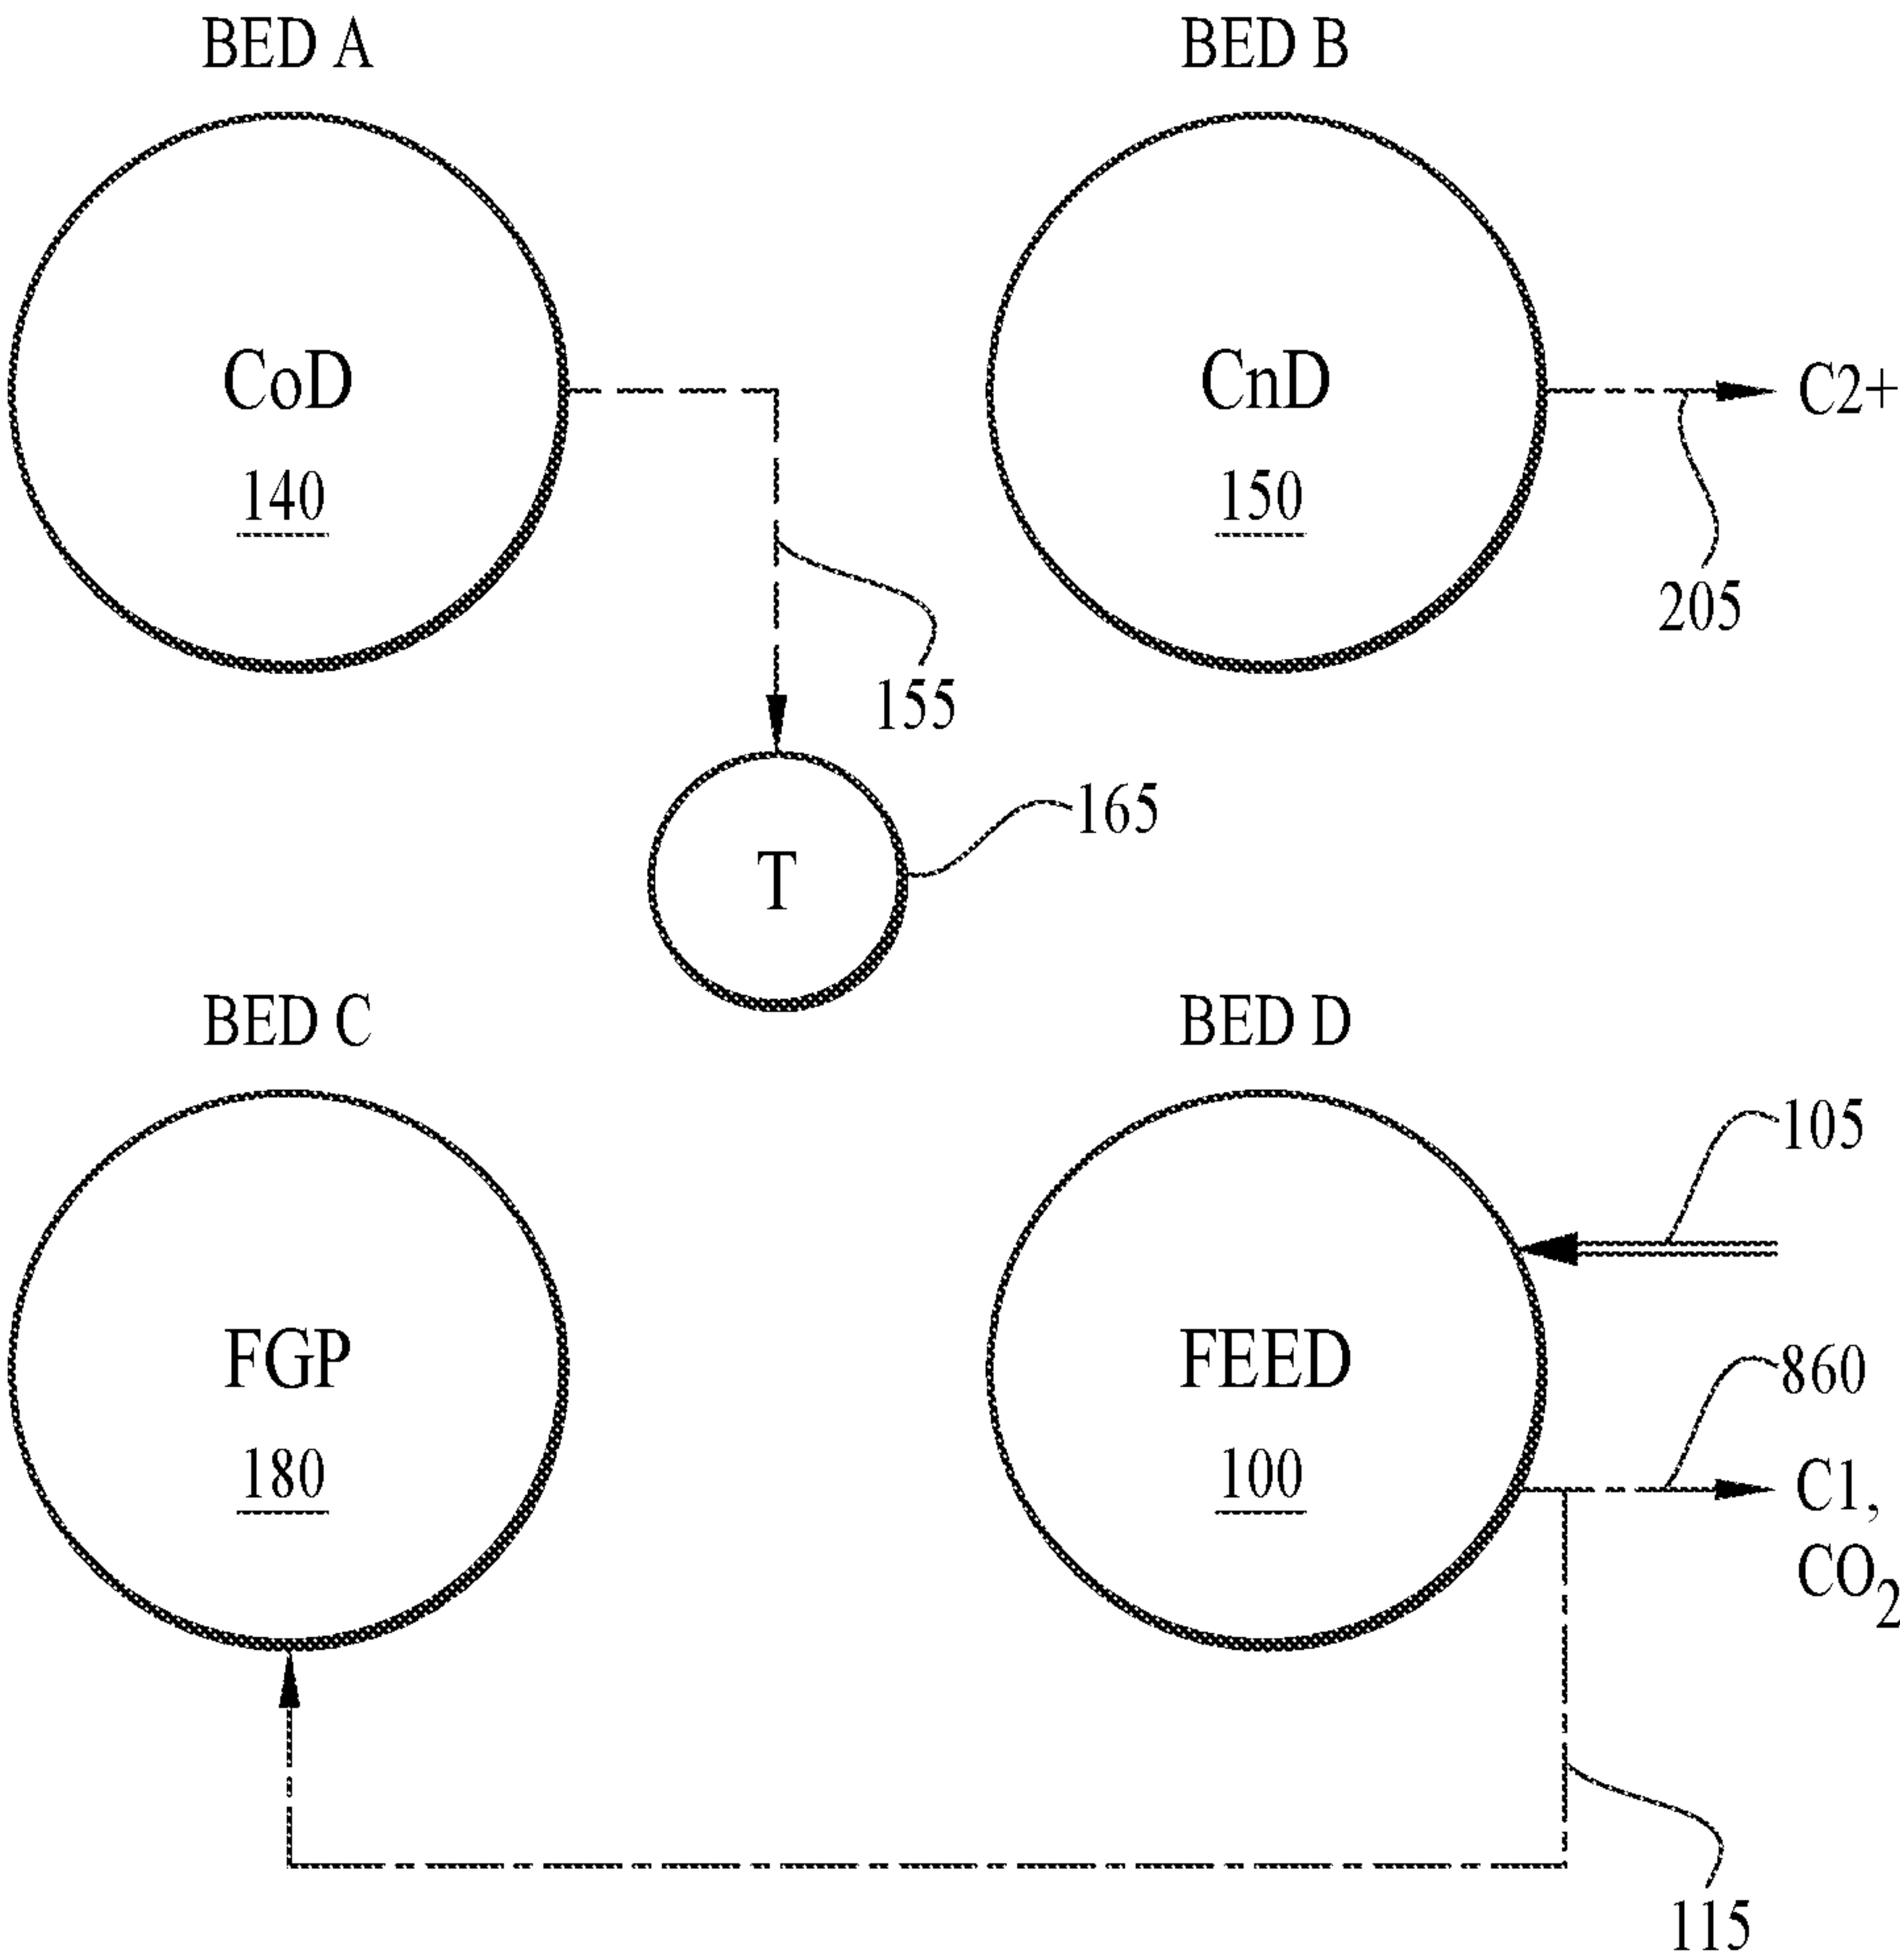 BED A
BED B
CoD
140
CnD
150
C2+
205
155
T
165
BED C
BED D
FGP
180
FEED
100
105
860
C1,
CO₂
115